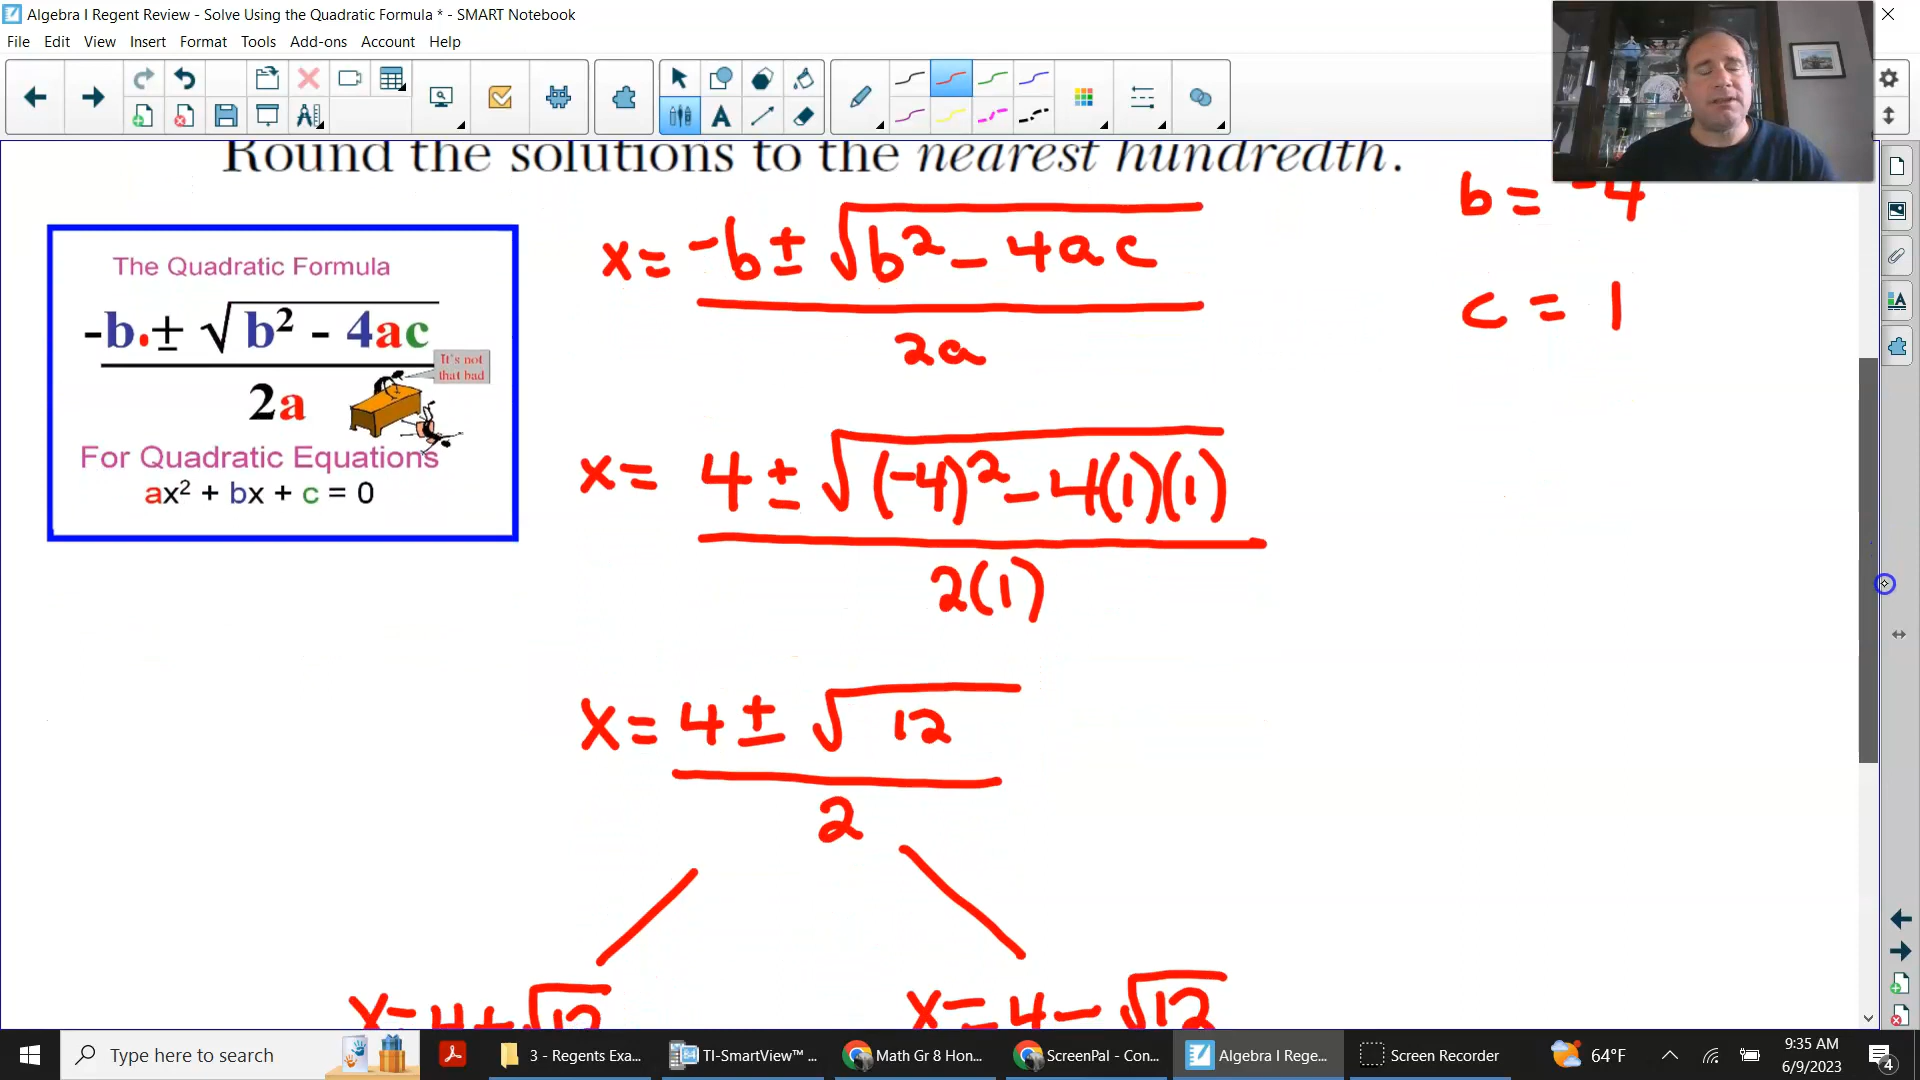 Algebra I Regent Review - Solve Using the Quadratic Formula * - SMART Notebook
File Edit View Insert Format Tools Add-ons Account Help
Round the solutions to the nearest hundredth.
b = -4
c = 1
The Quadratic Formula
-b.± √b² - 4ac
2a
It's not
that bad
For Quadratic Equations
ax² + bx + c = 0
x= -b ± √b² - 4ac
2a
x= 4 ± √(-4)² - 4(1)(1)
2(1)
x= 4 ± √12
2
x= 4 + √12
x= 4 - √12
Type here to search
3 - Regents Exa...
TI-SmartView™ ...
Math Gr 8 Hon...
ScreenPal - Con...
Algebra I Rege...
Screen Recorder
64°F
9:35 AM
6/9/2023
4